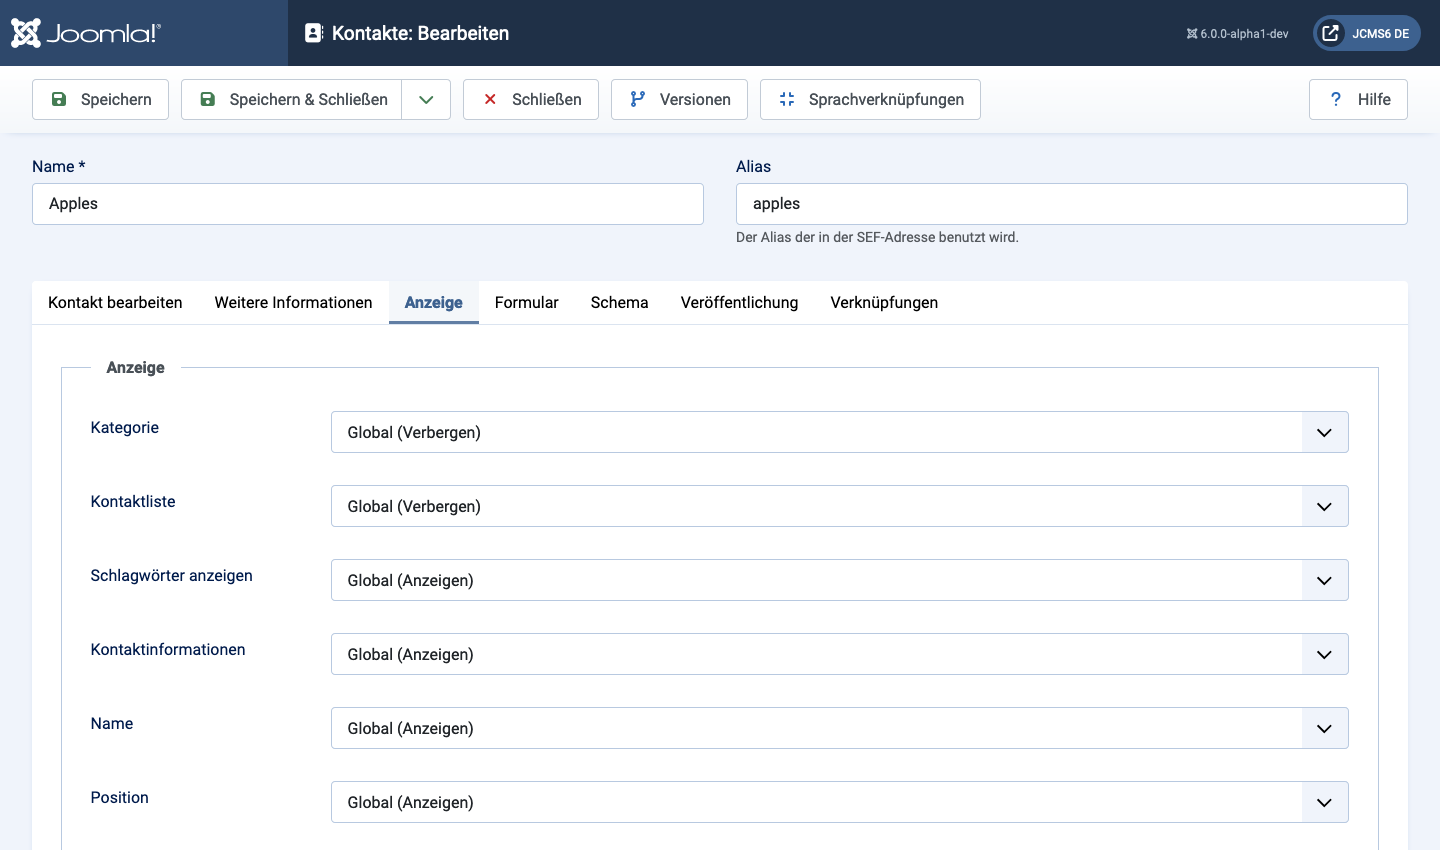 Joomla!®
Kontakte: Bearbeiten
6.0.0-alpha1-dev
JCMS6 DE
Speichern
Speichern & Schließen
Schließen
Versionen
Sprachverknüpfungen
? Hilfe
Name *
Alias
Apples
apples
Der Alias der in der SEF-Adresse benutzt wird.
Kontakt bearbeiten
Weitere Informationen
Anzeige
Formular
Schema
Veröffentlichung
Verknüpfungen
Anzeige
Kategorie
Global (Verbergen)
Kontaktliste
Global (Verbergen)
Schlagwörter anzeigen
Global (Anzeigen)
Kontaktinformationen
Global (Anzeigen)
Name
Global (Anzeigen)
Position
Global (Anzeigen)